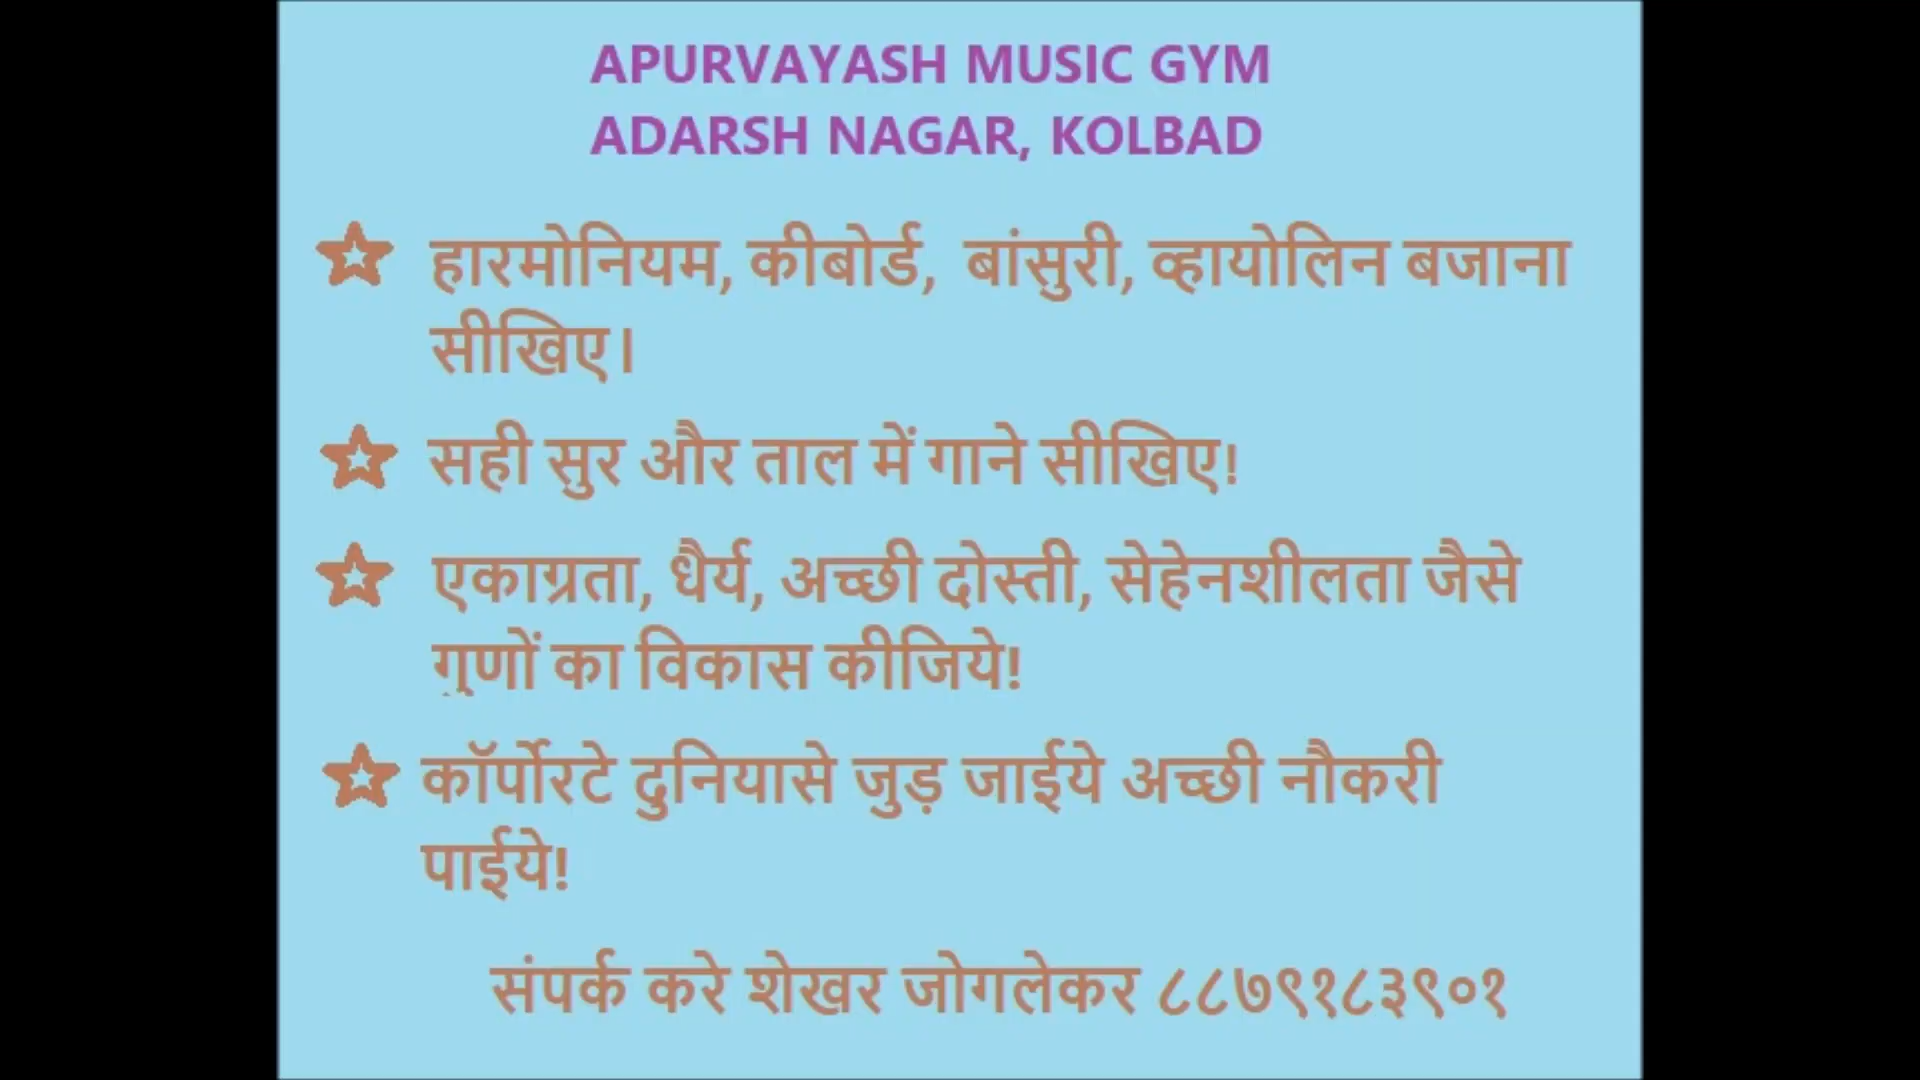 APURVAYASH MUSIC GYM
ADARSH NAGAR, KOLBAD
हारमोनियम, कीबोर्ड, बांसुरी, व्हायोलिन बजाना
सीखिए।
सही सुर और ताल में गाने सीखिए!
एकाग्रता, धैर्य, अच्छी दोस्ती, सेहेनशीलता जैसे
गुणों का विकास कीजिये!
कॉर्पोरटे दुनियासे जुड़ जाईये अच्छी नौकरी
पाईये!
संपर्क करे शेखर जोगलेकर ८८७९१८३९०१